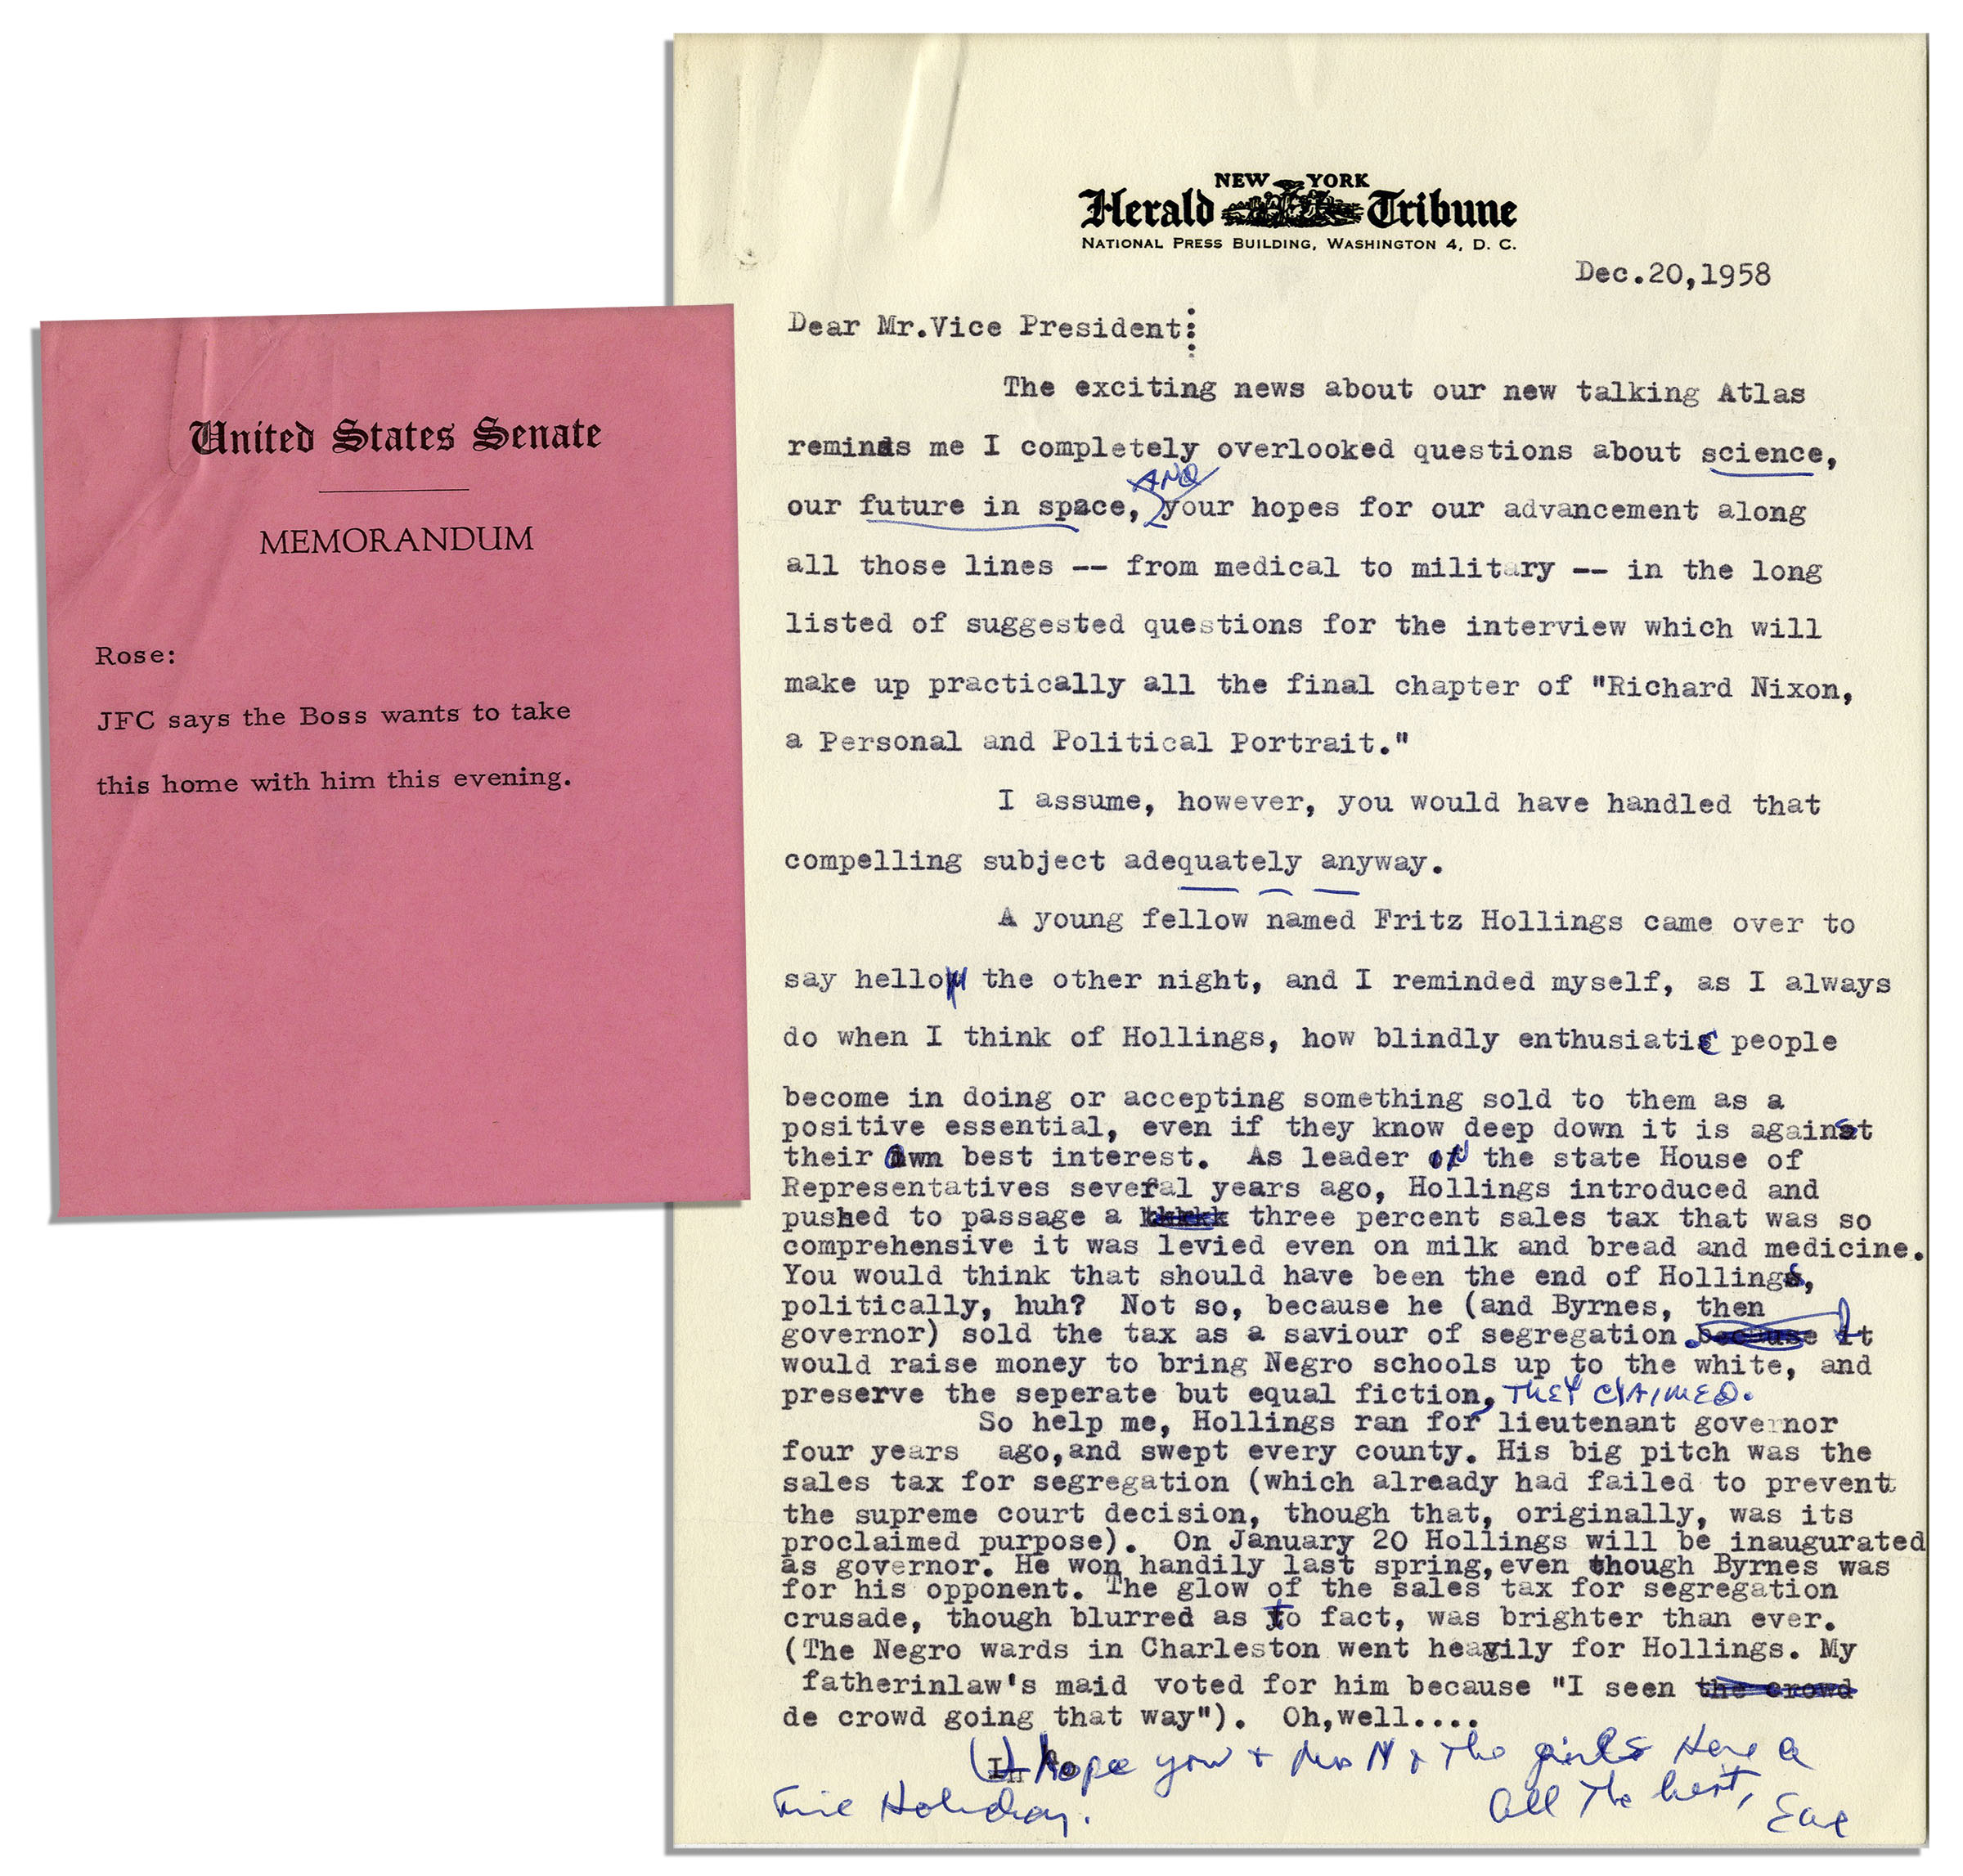 United States Senate
MEMORANDUM
Rose:
JFC says the Boss wants to take
this home with him this evening.
NEW YORK
Herald Tribune
NATIONAL PRESS BUILDING, WASHINGTON 4, D. C.
Dec.20,1958
Dear Mr.Vice President:
The exciting news about our new talking Atlas
reminds me I completely overlooked questions about science,
AND
our future in space, your hopes for our advancement along
all those lines -- from medical to military -- in the long
listed of suggested questions for the interview which will
make up practically all the final chapter of "Richard Nixon,
a Personal and Political Portrait."
I assume, however, you would have handled that
compelling subject adequately anyway.
A young fellow named Fritz Hollings came over to
say hello the other night, and I reminded myself, as I always
do when I think of Hollings, how blindly enthusiatic people
become in doing or accepting something sold to them as a
positive essential, even if they know deep down it is against
their own best interest. As leader in the state House of
Representatives several years ago, Hollings introduced and
pushed to passage a three percent sales tax that was so
comprehensive it was levied even on milk and bread and medicine.
You would think that should have been the end of Hollings,
politically, huh? Not so, because he (and Byrnes, then
governor) sold the tax as a saviour of segregation. because It
would raise money to bring Negro schools up to the white, and
preserve the seperate but equal fiction, THEY CLAIMED.
So help me, Hollings ran for lieutenant governor
four years ago,and swept every county. His big pitch was the
sales tax for segregation (which already had failed to prevent
the supreme court decision, though that, originally, was its
proclaimed purpose). On January 20 Hollings will be inaugurated
as governor. He won handily last spring,even though Byrnes was
for his opponent. The glow of the sales tax for segregation
crusade, though blurred as to fact, was brighter than ever.
(The Negro wards in Charleston went heavily for Hollings. My
fatherinlaw's maid voted for him because "I seen the crowd
de crowd going that way"). Oh,well....
I hope you + Mrs N + the girls have a
fine Holiday.
All the best,